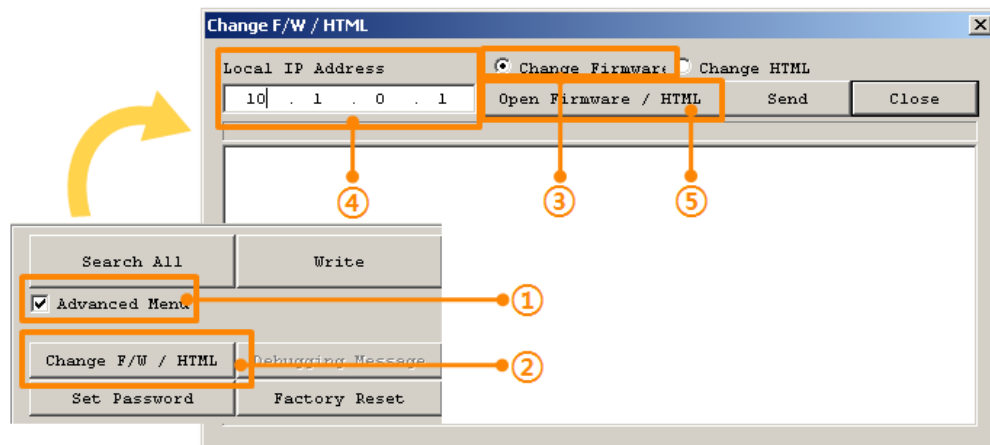 Change F/W / HTML
Local IP Address
Change Firmware
Change HTML
10 . 1 . 0 . 1
Open Firmware / HTML
Send
Close
④
③
⑤
Search All
Write
Advanced Menu
①
Change F/W / HTML
Debugging Message
②
Set Password
Factory Reset